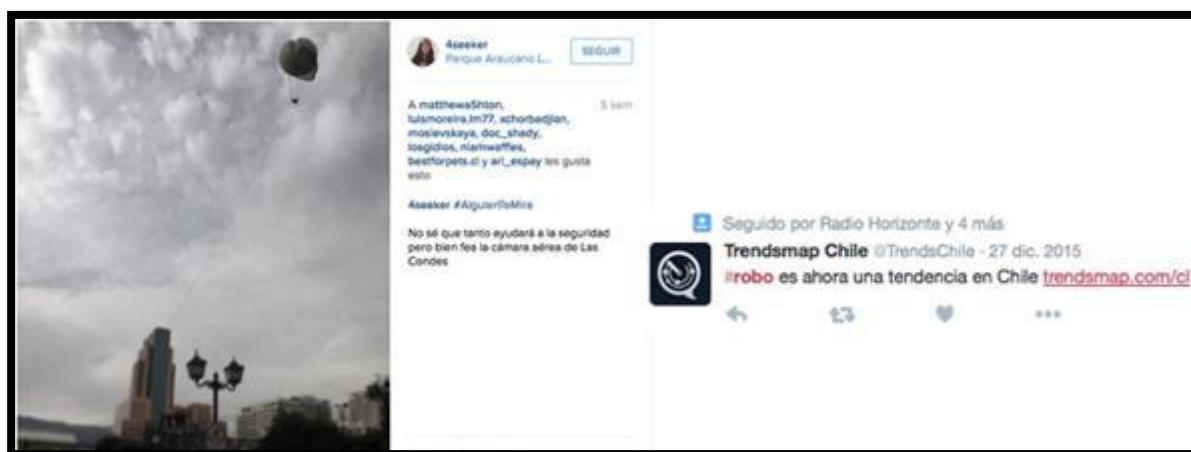 4seeker
Parque Araucano L...
SEGUIR
A matthewa5hton,
5 sem
luismoreira.lm77, xchorbadjian,
mosievskaya, doc_shady,
losgidios, niamwaffles,
bestforpets.cl y ari_espay les gusta
esto
4seeker #AlguienTeMire
No sé que tanto ayudará a la seguridad
pero bien fea la cámara aérea de Las
Condes
Seguido por Radio Horizonte y 4 más
Trendsmap Chile @TrendsChile - 27 dic. 2015
#robo es ahora una tendencia en Chile trendsmap.com/cl